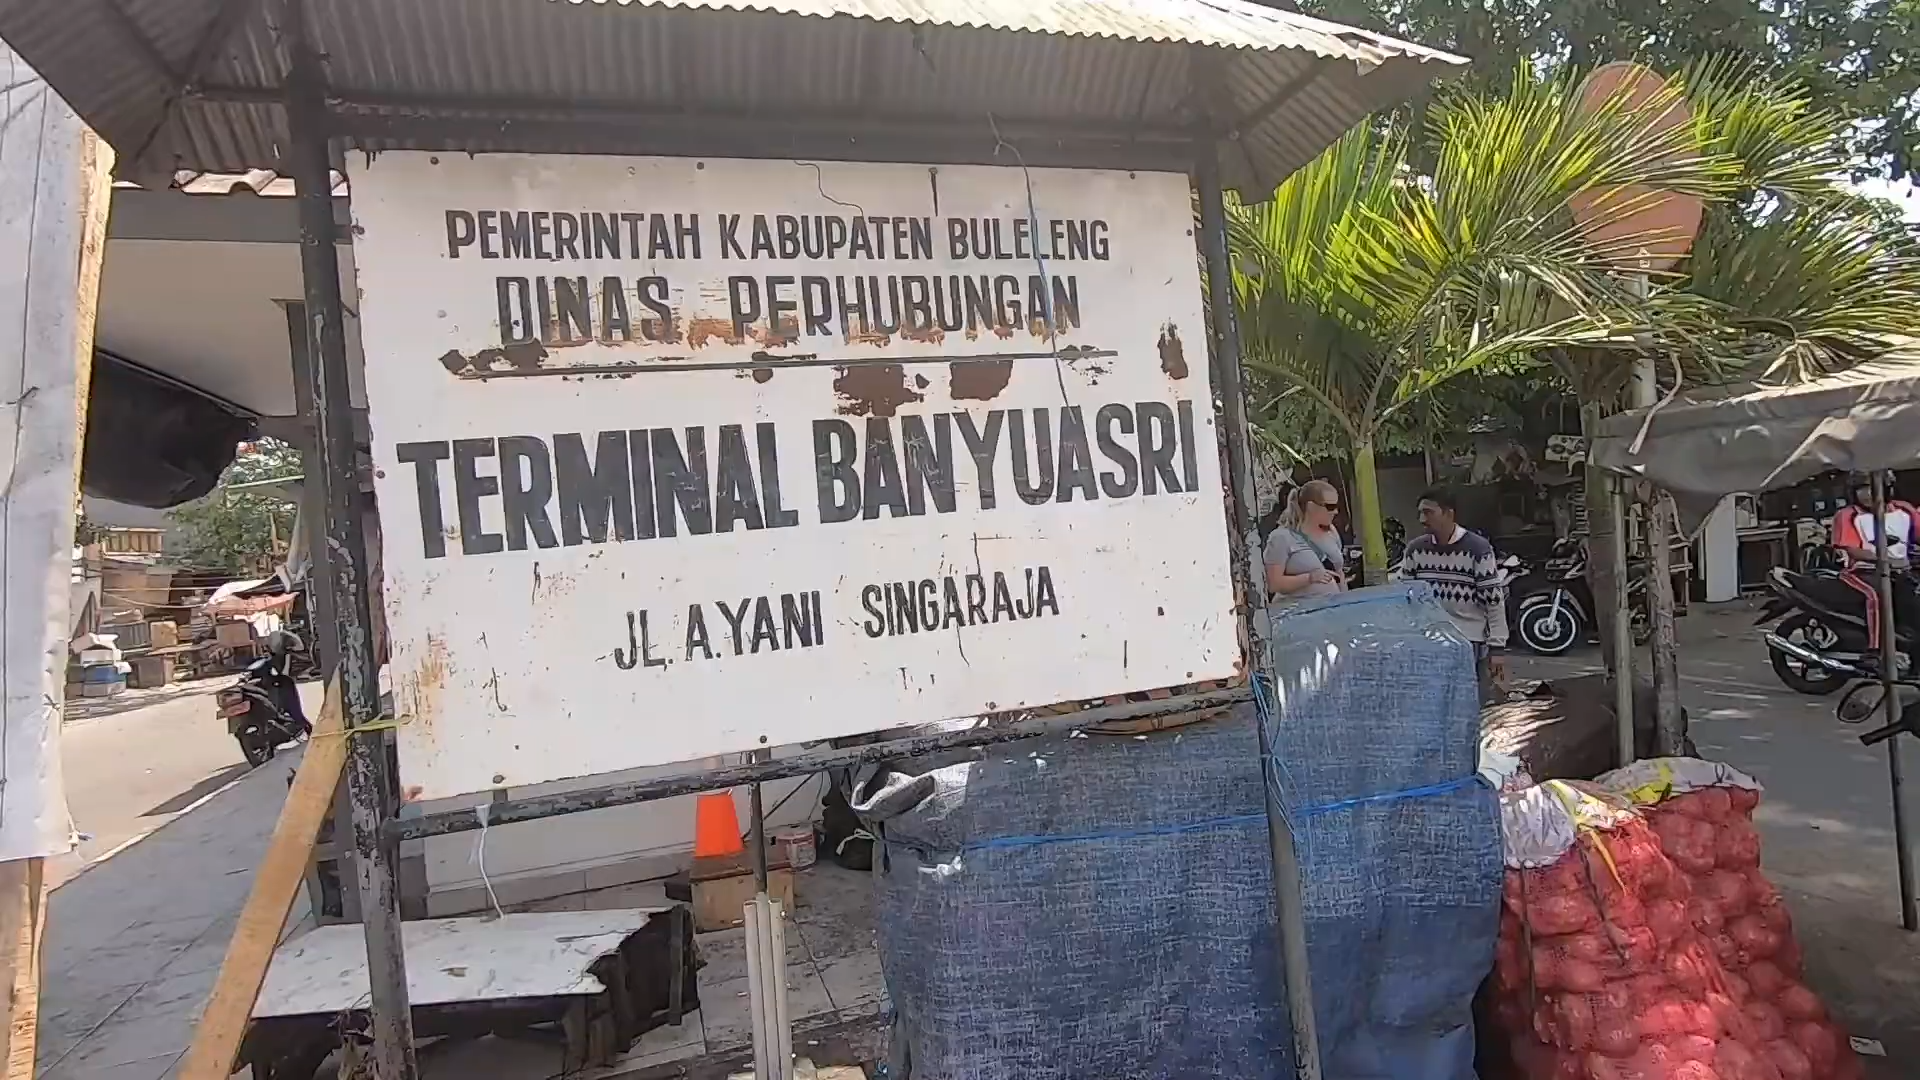 PEMERINTAH KABUPATEN BULELENG
DINAS PERHUBUNGAN
TERMINAL BANYUASRI
JL. A.YANI SINGARAJA